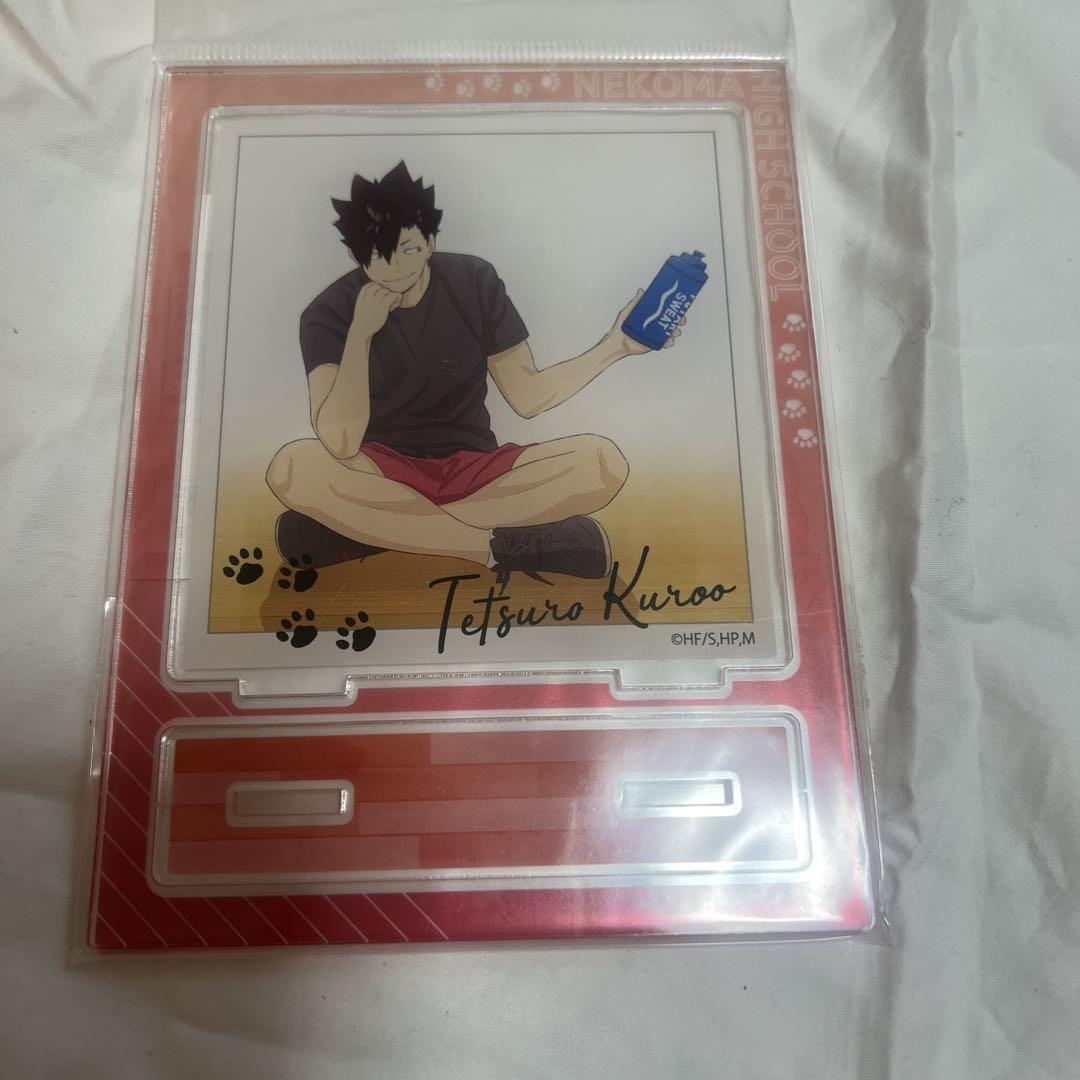 NEKOMA
HIGH SCHOOL
SWEAT
Tetsuro Kuroo
©HF/S,HP,M